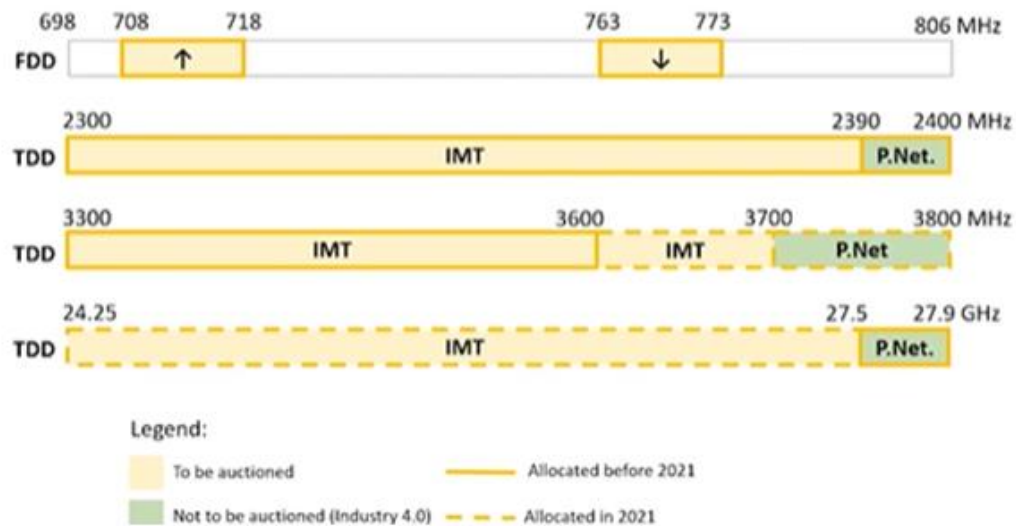 698 708 718 763 773 806 MHz
FDD ↑ ↓
2300 2390 2400 MHz
TDD IMT P.Net.
3300 3600 3700 3800 MHz
TDD IMT IMT P.Net
24.25 27.5 27.9 GHz
TDD IMT P.Net.
Legend:
To be auctioned Allocated before 2021
Not to be auctioned (Industry 4.0) Allocated in 2021